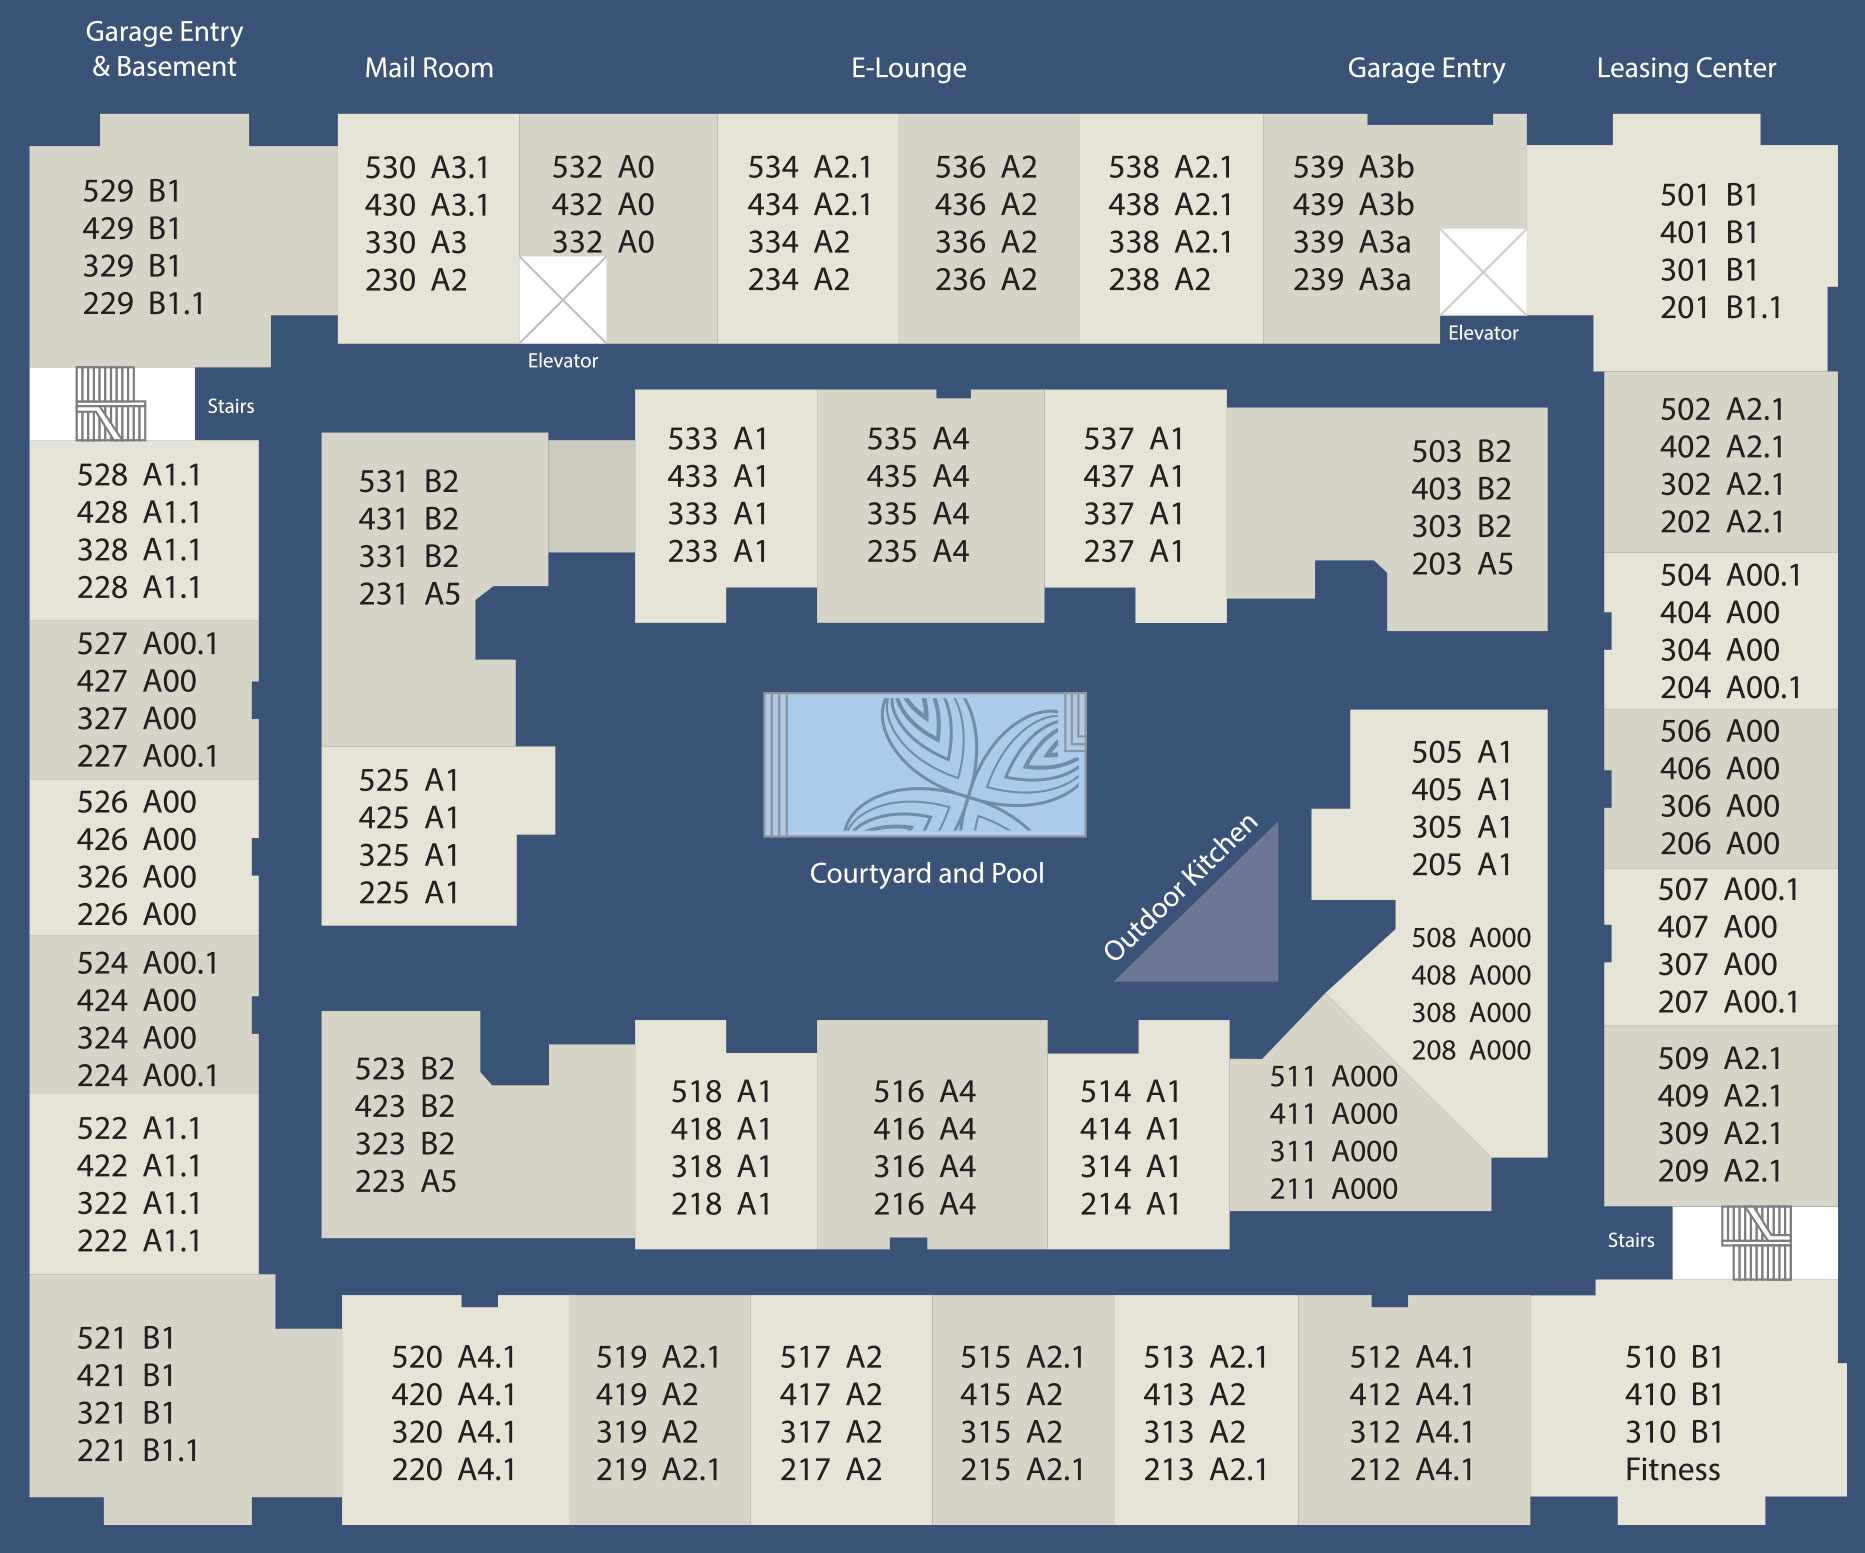 Garage Entry
& Basement
Mail Room
E-Lounge
Garage Entry
Leasing Center
529 B1
429 B1
329 B1
229 B1.1
530 A3.1
430 A3.1
330 A3
230 A2
532 A0
432 A0
332 A0
Elevator
534 A2.1
434 A2.1
334 A2
234 A2
536 A2
436 A2
336 A2
236 A2
538 A2.1
438 A2.1
338 A2.1
238 A2
539 A3b
439 A3b
339 A3a
239 A3a
Elevator
501 B1
401 B1
301 B1
201 B1.1
Stairs
528 A1.1
428 A1.1
328 A1.1
228 A1.1
531 B2
431 B2
331 B2
231 A5
533 A1
433 A1
333 A1
233 A1
535 A4
435 A4
335 A4
235 A4
537 A1
437 A1
337 A1
237 A1
503 B2
403 B2
303 B2
203 A5
502 A2.1
402 A2.1
302 A2.1
202 A2.1
504 A00.1
404 A00
304 A00
204 A00.1
527 A00.1
427 A00
327 A00
227 A00.1
525 A1
425 A1
325 A1
225 A1
526 A00
426 A00
326 A00
226 A00
Courtyard and Pool
Outdoor Kitchen
505 A1
405 A1
305 A1
205 A1
506 A00
406 A00
306 A00
206 A00
508 A000
408 A000
308 A000
208 A000
507 A00.1
407 A00
307 A00
207 A00.1
524 A00.1
424 A00
324 A00
224 A00.1
523 B2
423 B2
323 B2
223 A5
518 A1
418 A1
318 A1
218 A1
516 A4
416 A4
316 A4
216 A4
514 A1
414 A1
314 A1
214 A1
511 A000
411 A000
311 A000
211 A000
509 A2.1
409 A2.1
309 A2.1
209 A2.1
522 A1.1
422 A1.1
322 A1.1
222 A1.1
Stairs
521 B1
421 B1
321 B1
221 B1.1
520 A4.1
420 A4.1
320 A4.1
220 A4.1
519 A2.1
419 A2
319 A2
219 A2.1
517 A2
417 A2
317 A2
217 A2
515 A2.1
415 A2
315 A2
215 A2.1
513 A2.1
413 A2
313 A2
213 A2.1
512 A4.1
412 A4.1
312 A4.1
212 A4.1
510 B1
410 B1
310 B1
Fitness